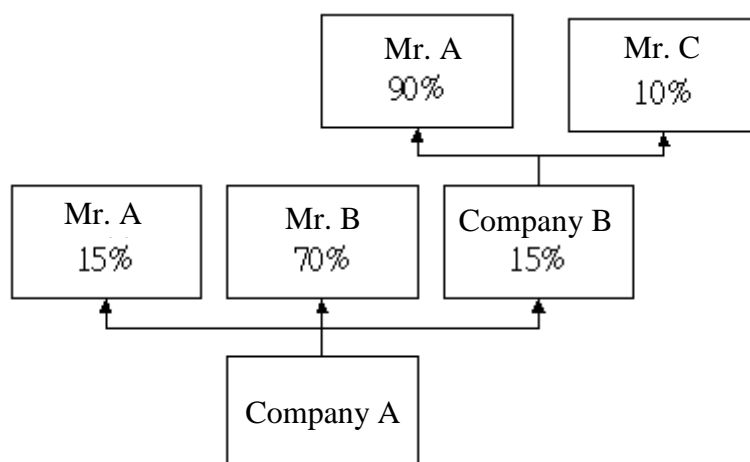 Mr. A
90%
Mr. C
10%
Mr. A
15%
Mr. B
70%
Company B
15%
Company A